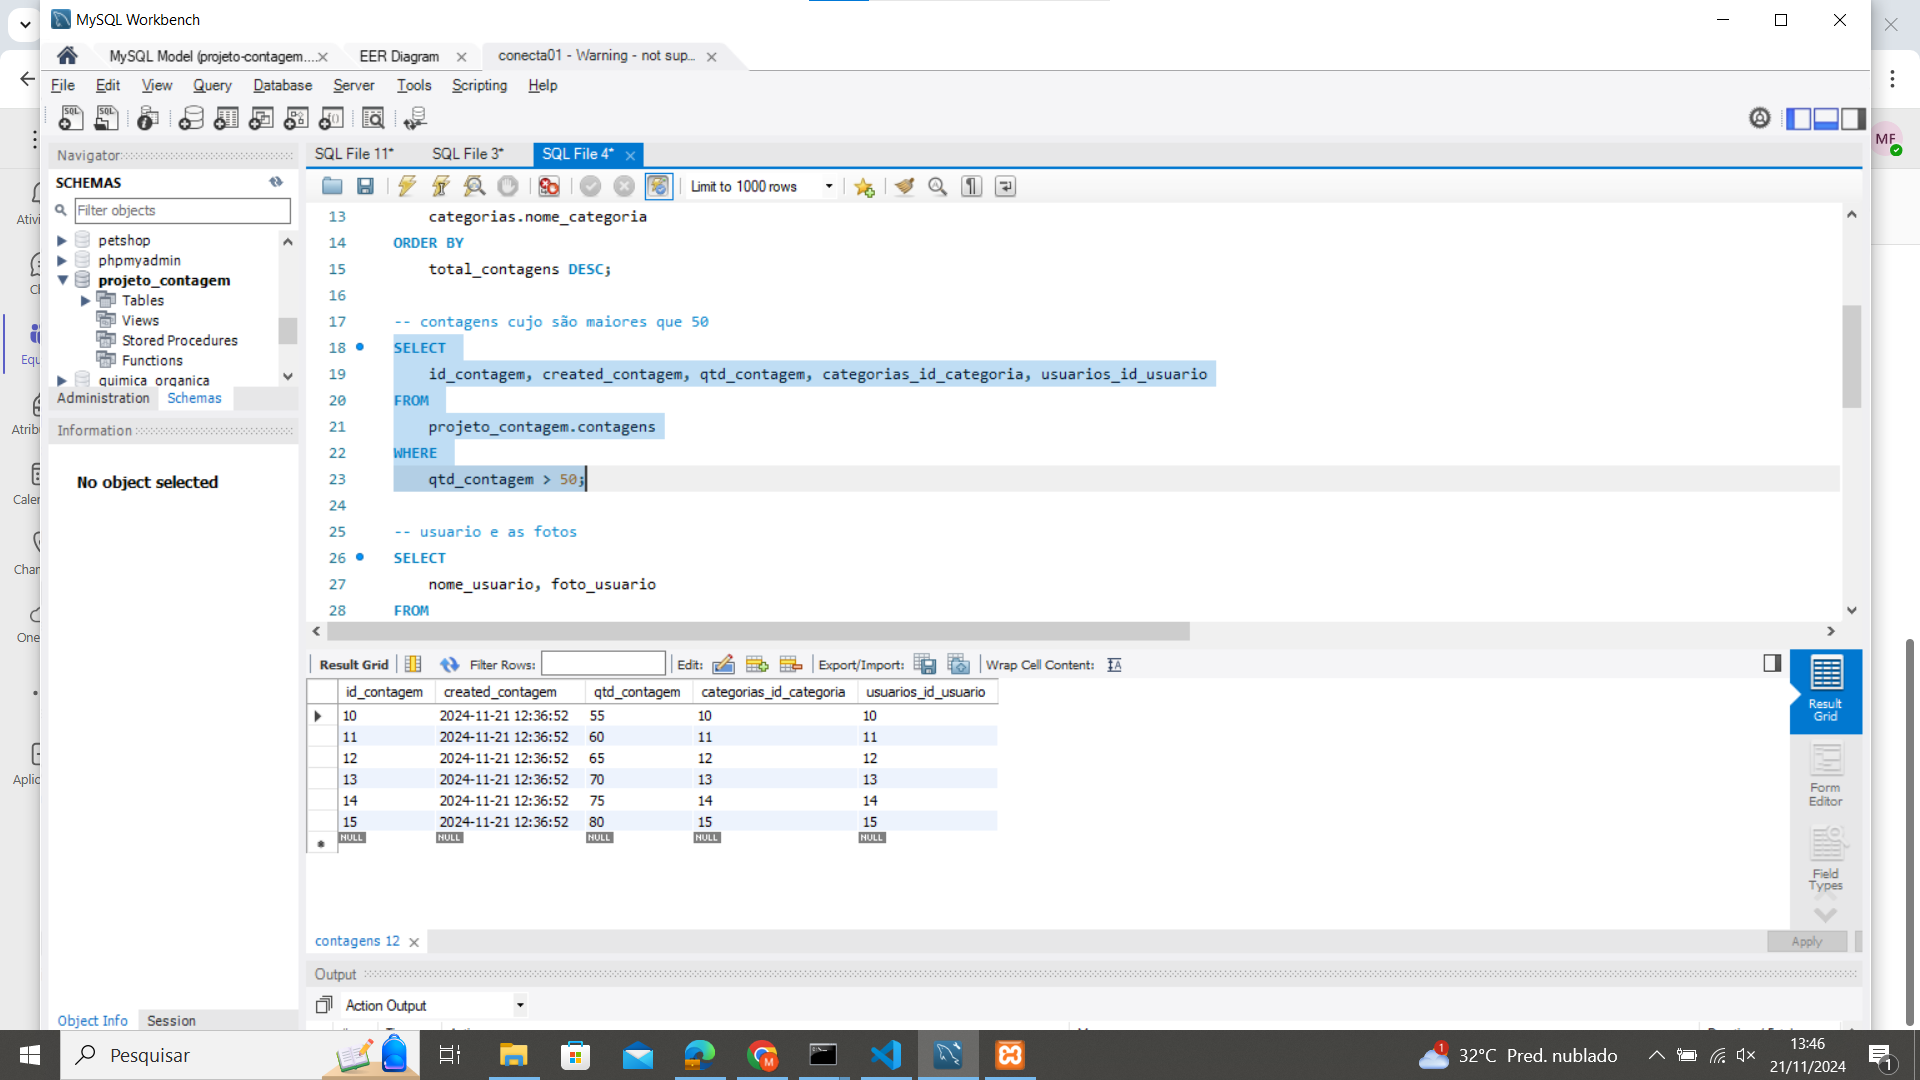 MySQL Workbench
MySQL Model (projeto-contagem....
EER Diagram
conecta01 - Warning - not sup...
File Edit View Query Database Server Tools Scripting Help
Navigator
SCHEMAS
Filter objects
petshop
phpmyadmin
projeto_contagem
Tables
Views
Stored Procedures
Functions
quimica_organica
Administration Schemas
Information
No object selected
Object Info Session
SQL File 11* SQL File 3* SQL File 4*
Limit to 1000 rows
13 categorias.nome_categoria
14 ORDER BY
15 total_contagens DESC;
16
17 -- contagens cujo são maiores que 50
18 SELECT
19 id_contagem, created_contagem, qtd_contagem, categorias_id_categoria, usuarios_id_usuario
20 FROM
21 projeto_contagem.contagens
22 WHERE
23 qtd_contagem > 50;
24
25 -- usuario e as fotos
26 SELECT
27 nome_usuario, foto_usuario
28 FROM
Result Grid Filter Rows: Edit: Export/Import: Wrap Cell Content:
id_contagem created_contagem qtd_contagem categorias_id_categoria usuarios_id_usuario
10 2024-11-21 12:36:52 55 10 10
11 2024-11-21 12:36:52 60 11 11
12 2024-11-21 12:36:52 65 12 12
13 2024-11-21 12:36:52 70 13 13
14 2024-11-21 12:36:52 75 14 14
15 2024-11-21 12:36:52 80 15 15
NULL NULL NULL NULL NULL
Result
Grid
Form
Editor
Field
Types
contagens 12
Apply
Output
Action Output
MF
Pesquisar
32°C Pred. nublado
13:46
21/11/2024